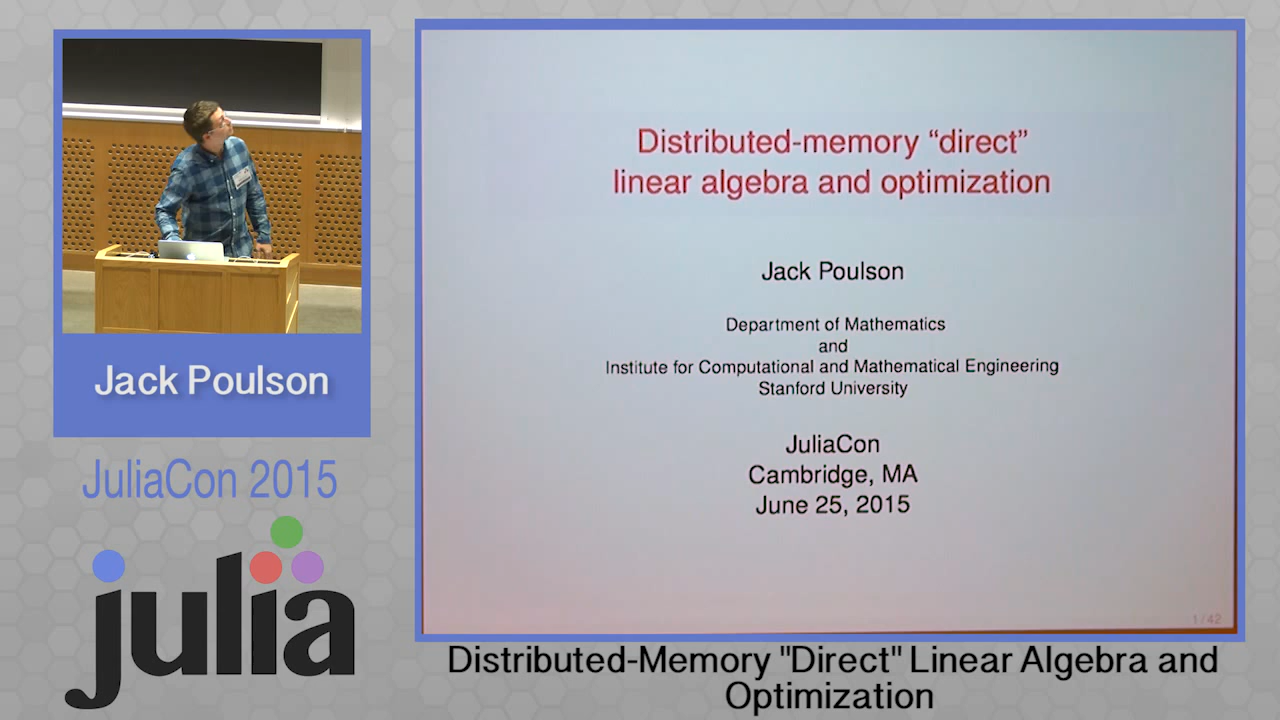 Jack Poulson
JuliaCon 2015
julia
Distributed-memory “direct”
linear algebra and optimization
Jack Poulson
Department of Mathematics
and
Institute for Computational and Mathematical Engineering
Stanford University
JuliaCon
Cambridge, MA
June 25, 2015
1 / 42
Distributed-Memory "Direct" Linear Algebra and
Optimization